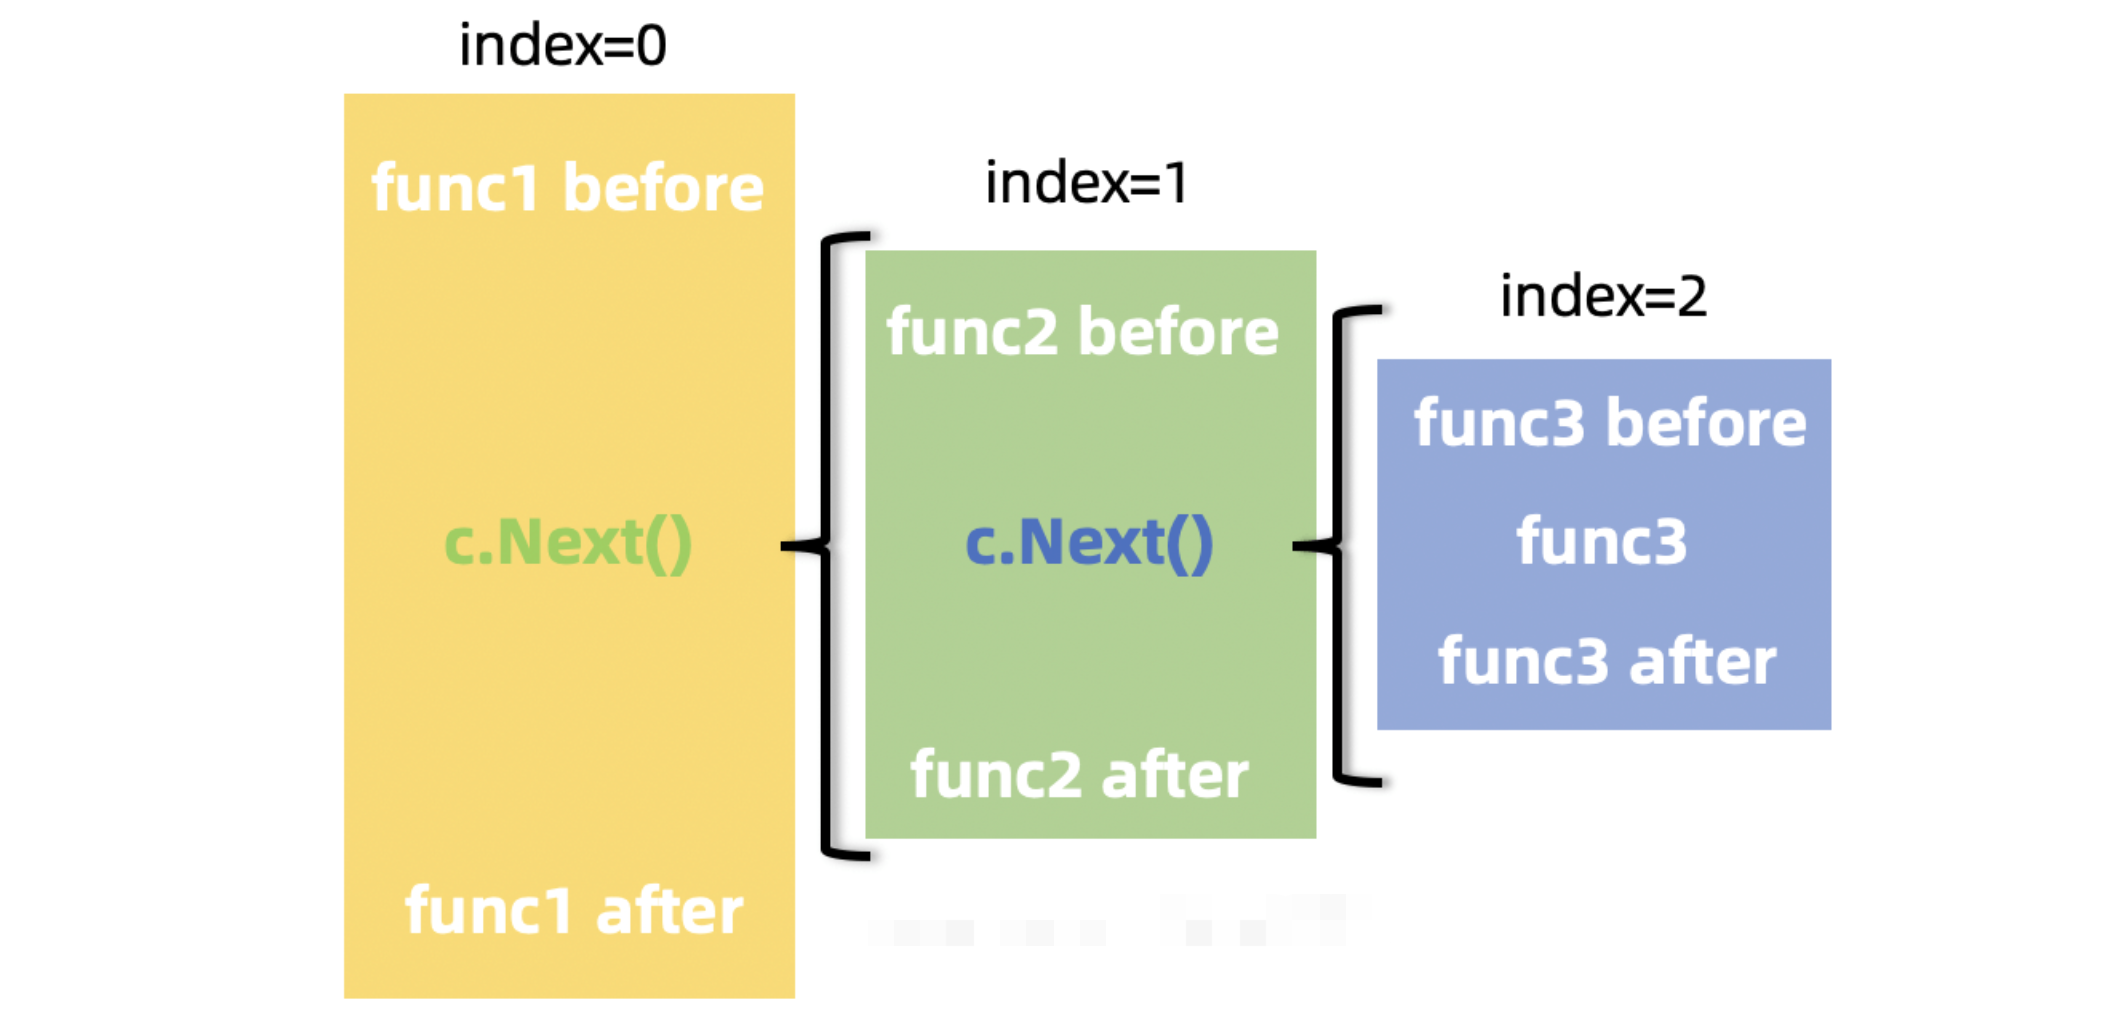 index=0
func1 before
c.Next()
func1 after
index=1
func2 before
c.Next()
func2 after
index=2
func3 before
func3
func3 after